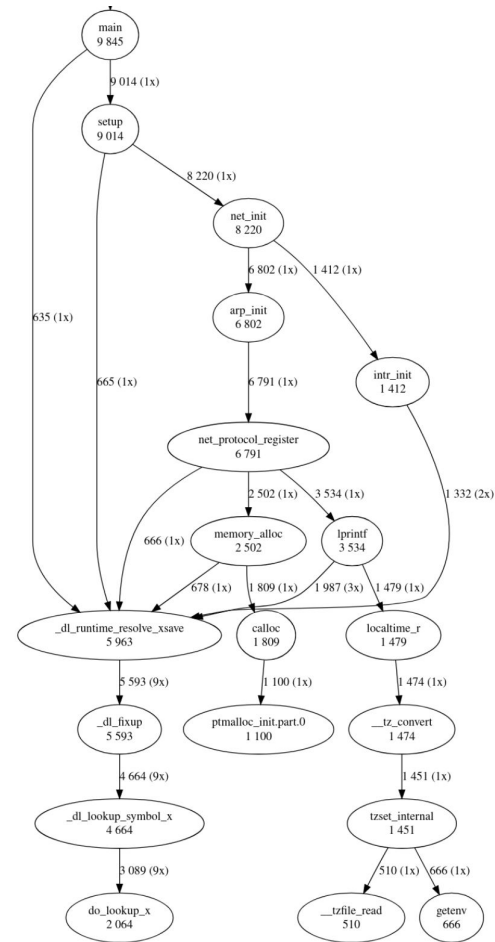 main
9 845
9 014 (1x)
setup
9 014
8 220 (1x)
net_init
8 220
6 802 (1x)
1 412 (1x)
arp_init
6 802
635 (1x)
665 (1x)
6 791 (1x)
intr_init
1 412
net_protocol_register
6 791
2 502 (1x)
3 534 (1x)
1 332 (2x)
666 (1x)
memory_alloc
2 502
lprintf
3 534
678 (1x)
1 809 (1x)
1 987 (3x)
1 479 (1x)
_dl_runtime_resolve_xsave
5 963
calloc
1 809
localtime_r
1 479
5 593 (9x)
1 100 (1x)
1 474 (1x)
_dl_fixup
5 593
ptmalloc_init.part.0
1 100
__tz_convert
1 474
4 664 (9x)
1 451 (1x)
_dl_lookup_symbol_x
4 664
tzset_internal
1 451
3 089 (9x)
510 (1x)
666 (1x)
do_lookup_x
2 064
__tzfile_read
510
getenv
666